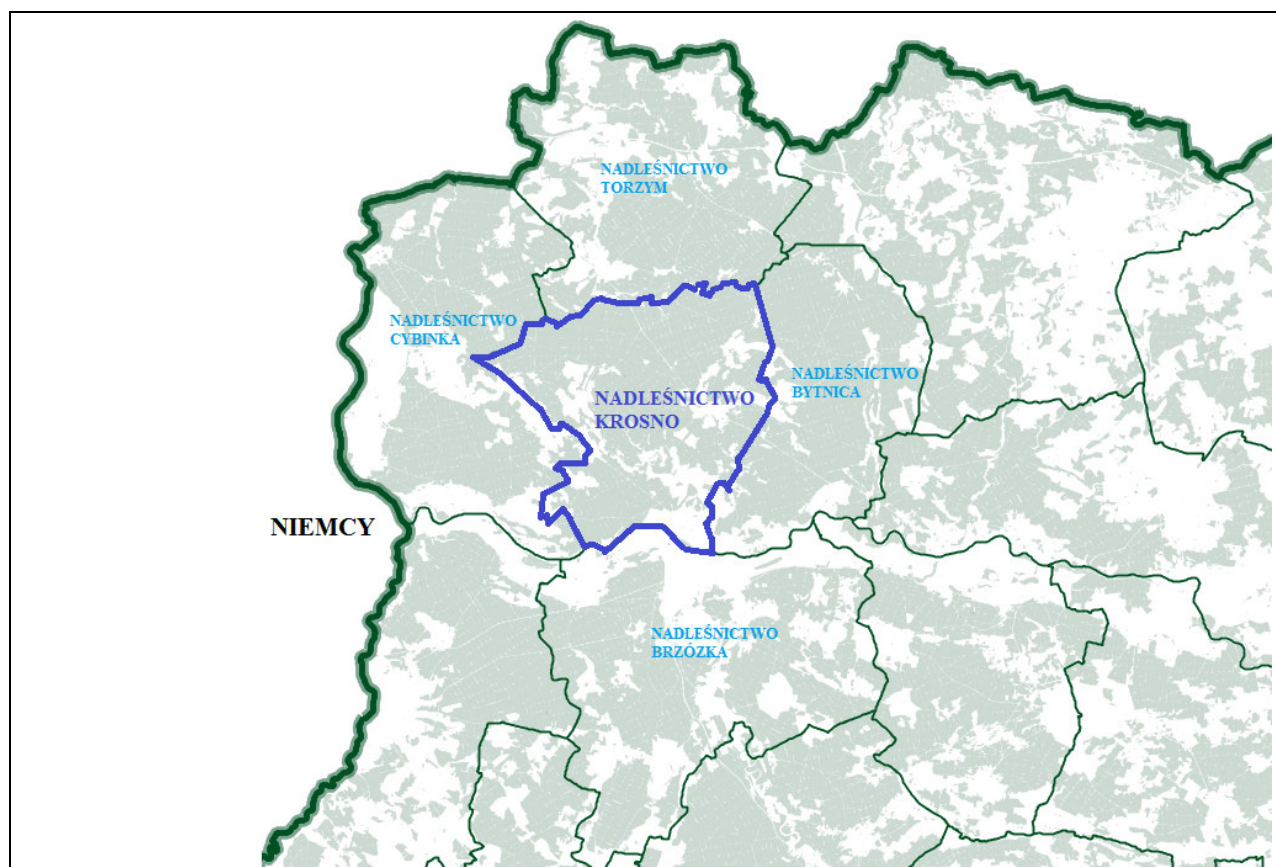 NADLEŚNICTWO
TORZYM
NADLEŚNICTWO
CYBINKA
NADLEŚNICTWO
BYTNICA
NADLEŚNICTWO
KROSNO
NIEMCY
NADLEŚNICTWO
BRZÓZKA